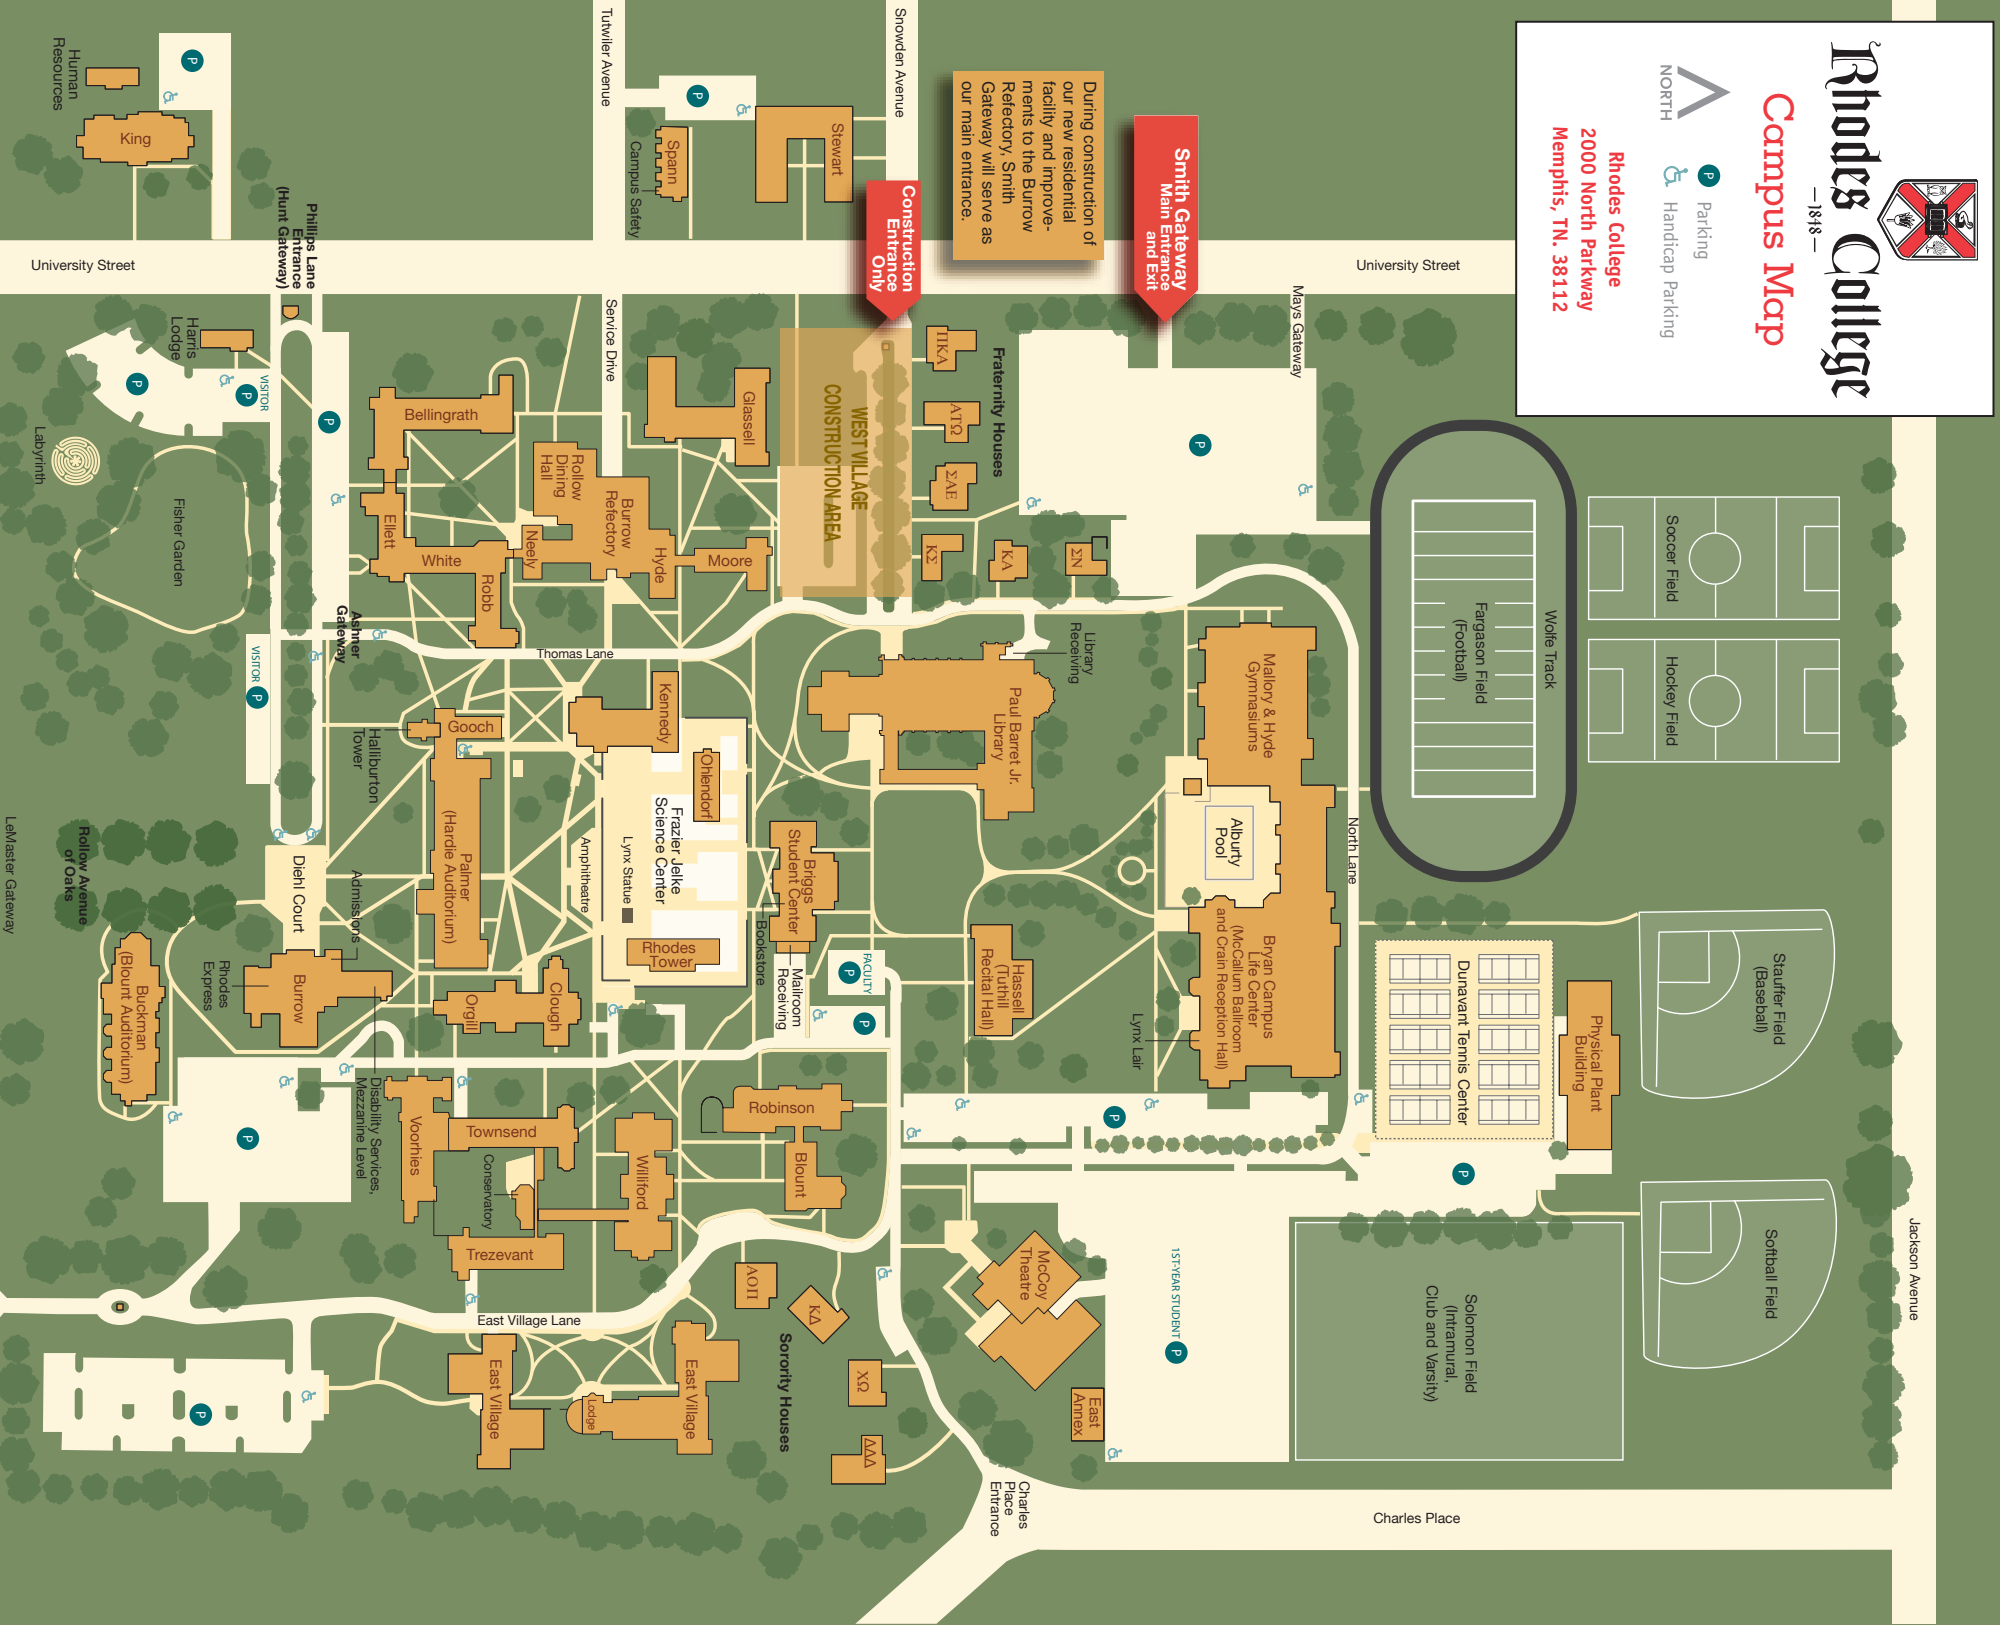 Rhodes College
—1848—
Campus Map
NORTH
P Parking
Handicap Parking
Rhodes College
2000 North Parkway
Memphis, TN. 38112
Jackson Avenue
Soccer Field
Hockey Field
Stauffer Field
(Baseball)
Softball Field
Wolfe Track
Fargason Field
(Football)
Dunavant Tennis Center
Physical Plant
Building
P
Solomon Field
(Intramural,
Club and Varsity)
University Street
Mays Gateway
Smith Gateway
Main Entrance
and Exit
During construction of
our new residential
facility and improve-
ments to the Burrow
Refectory, Smith
Gateway will serve as
our main entrance.
P
North Lane
Mallory & Hyde
Gymnasiums
Alburty
Pool
Bryan Campus
Life Center
(McCallum Ballroom
and Crain Reception Hall)
Lynx Lair
P
1ST-YEAR STUDENT P
East
Annex
McCoy
Theatre
Charles Place
Charles
Place
Entrance
Snowden Avenue
Construction
Entrance
Only
Fraternity Houses
ΠΚΑ
ΑΤΩ
ΣΑΕ
ΚΣ
ΚΑ
ΣΝ
WEST VILLAGE
CONSTRUCTION AREA
Library
Receiving
Paul Barret Jr.
Library
Hassell
(Tuthill
Recital Hall)
FACULTY
P
P
Mailroom
Receiving
Bookstore
Briggs
Student Center
Stewart
P
Spann
Campus Safety
Tutwiler Avenue
Service Drive
Glassell
Moore
Hyde
Burrow
Refectory
Rollow
Dining
Hall
Neely
Bellingrath
Ellett
White
Robb
Thomas Lane
Kennedy
Ohlendorf
Frazier Jelke
Science Center
Lynx Statue
Rhodes
Tower
Amphitheatre
Gooch
Halliburton
Tower
Palmer
(Hardie Auditorium)
Clough
Orgill
Robinson
Blount
Williford
Townsend
Voorhies
Conservatory
Trezevant
East Village Lane
ΑΟΠ
ΚΔ
ΧΩ
ΔΔΔ
Sorority Houses
East Village
Lodge
East Village
University Street
Phillips Lane
Entrance
(Hunt Gateway)
Human
Resources
King
P
Harris
Lodge
P
VISITOR
P
P
Labyrinth
Fisher Garden
Ashner
Gateway
VISITOR P
Diehl Court
Admissions
Burrow
Rhodes
Express
Disability Services,
Mezzanine Level
Buckman
(Blount Auditorium)
Rollow Avenue
of Oaks
LeMaster Gateway
P
P